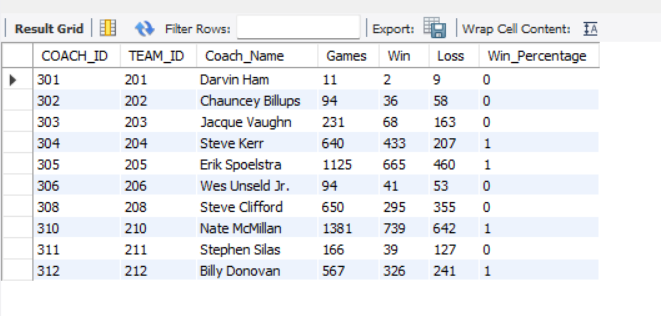 Result Grid Filter Rows: Export: Wrap Cell Content: IA
COACH_ID TEAM_ID Coach_Name Games Win Loss Win_Percentage
301 201 Darvin Ham 11 2 9 0
302 202 Chauncey Billups 94 36 58 0
303 203 Jacque Vaughn 231 68 163 0
304 204 Steve Kerr 640 433 207 1
305 205 Erik Spoelstra 1125 665 460 1
306 206 Wes Unseld Jr. 94 41 53 0
308 208 Steve Clifford 650 295 355 0
310 210 Nate McMillan 1381 739 642 1
311 211 Stephen Silas 166 39 127 0
312 212 Billy Donovan 567 326 241 1